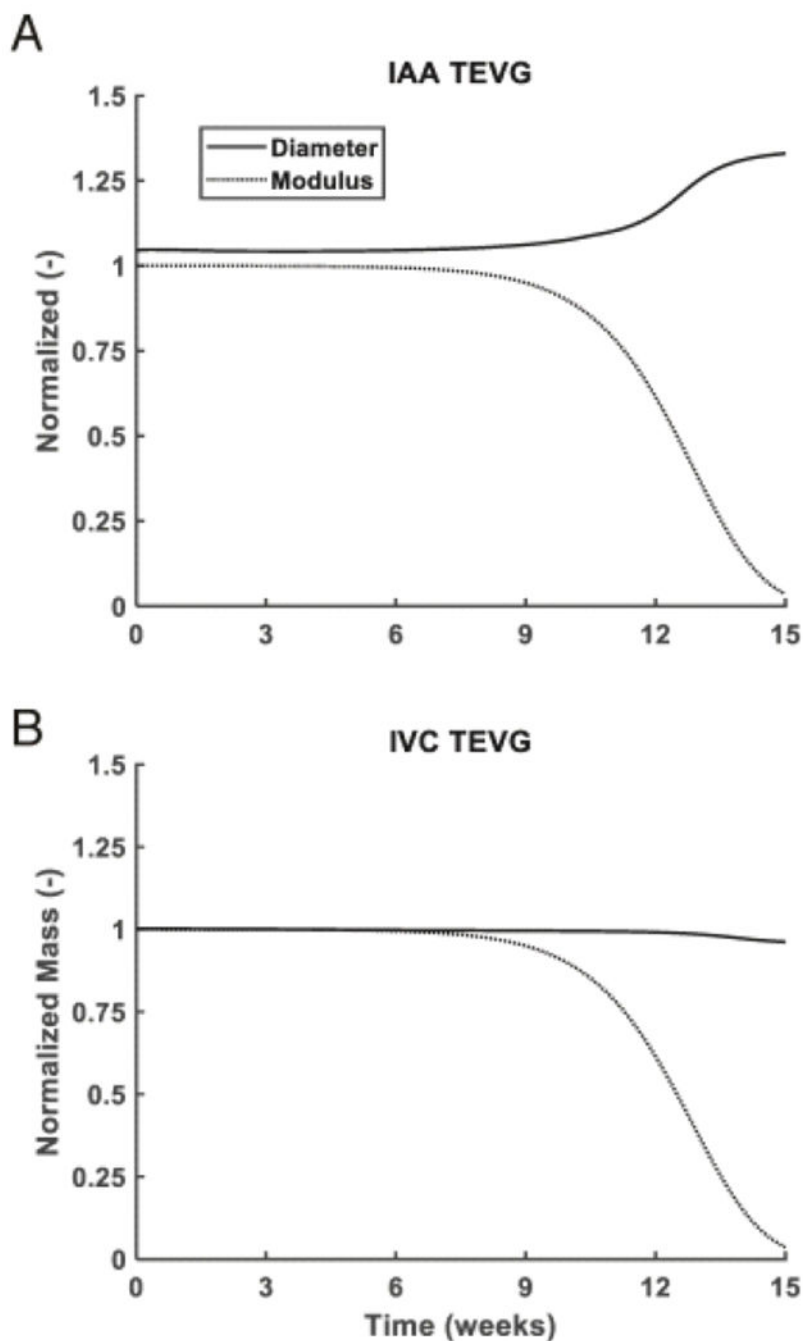 A
IAA TEVG
1.5
Diameter
Modulus
1.25
1
0.75
0.5
0.25
0
Normalized (-)
0 3 6 9 12 15
B
IVC TEVG
1.5
1.25
1
0.75
0.5
0.25
0
Normalized Mass (-)
0 3 6 9 12 15
Time (weeks)